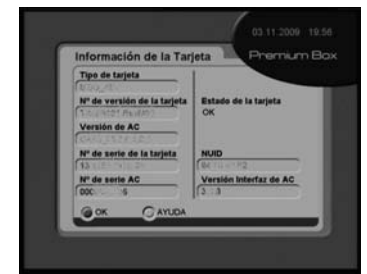 03.11.2009 19:56
Premium Box
Información de la Tarjeta
Tipo de tarjeta
Nº de versión de la tarjeta
Estado de la tarjeta
OK
Versión de AC
Nº de serie de la tarjeta
NUID
Nº de serie AC
Versión Interfaz de AC
OK
AYUDA